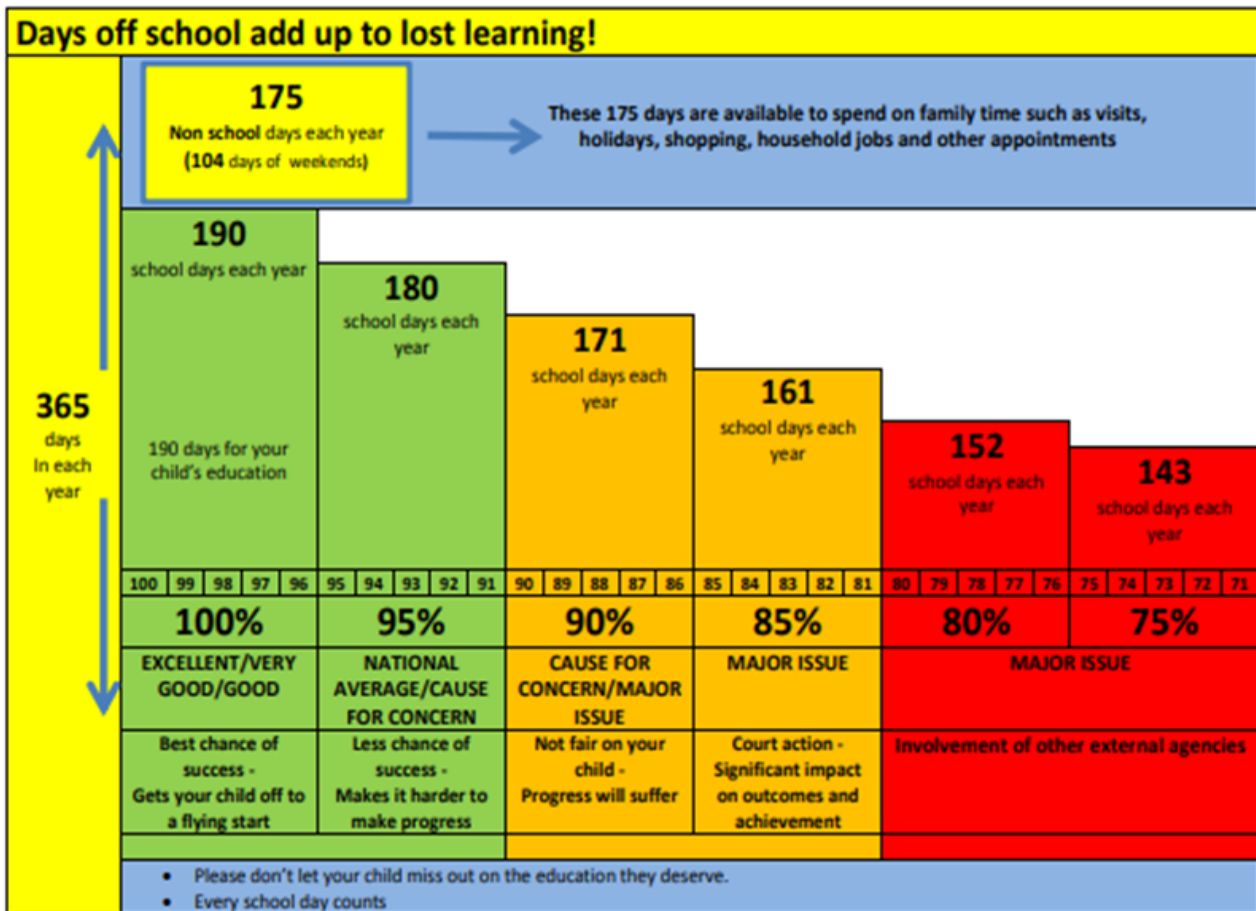 Days off school add up to lost learning!
175
Non school days each year
(104 days of weekends)
These 175 days are available to spend on family time such as visits,
holidays, shopping, household jobs and other appointments
365
days
In each
year
190
school days each year
190 days for your
child's education
180
school days each
year
171
school days each
year
161
school days each
year
152
school days each
year
143
school days each
year
100 99 98 97 96 95 94 93 92 91 90 89 88 87 86 85 84 83 82 81 80 79 78 77 76 75 74 73 72 71
100% 95% 90% 85% 80% 75%
EXCELLENT/VERY
GOOD/GOOD
NATIONAL
AVERAGE/CAUSE
FOR CONCERN
CAUSE FOR
CONCERN/MAJOR
ISSUE
MAJOR ISSUE
MAJOR ISSUE
Best chance of
success -
Gets your child off to
a flying start
Less chance of
success -
Makes it harder to
make progress
Not fair on your
child -
Progress will suffer
Court action -
Significant impact
on outcomes and
achievement
Involvement of other external agencies
• Please don't let your child miss out on the education they deserve.
• Every school day counts